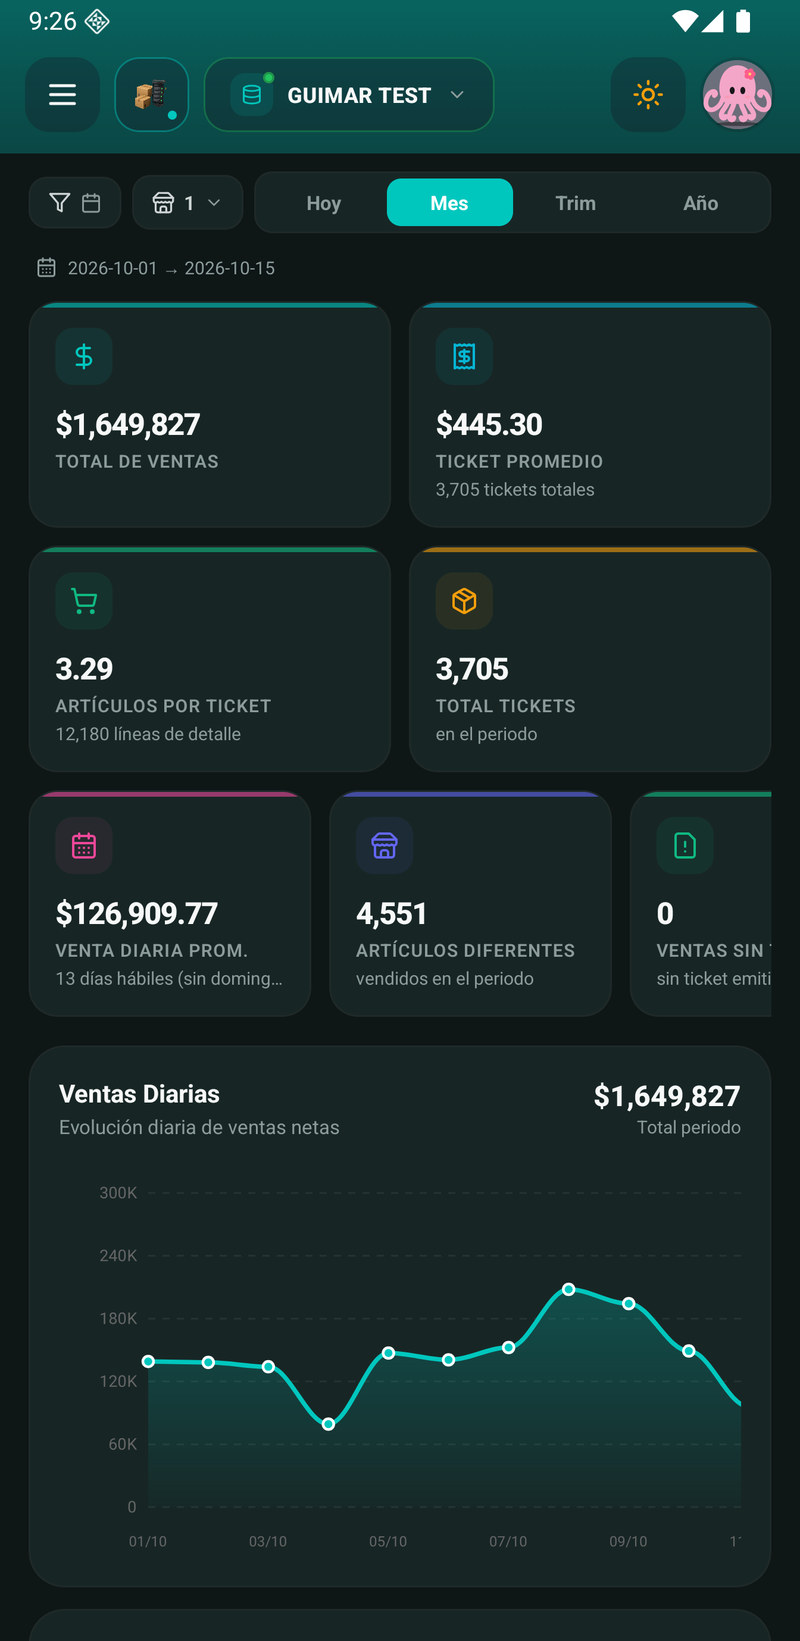 9:26
GUIMAR TEST
1
Hoy
Mes
Trim
Año
2026-10-01 → 2026-10-15
$1,649,827
TOTAL DE VENTAS
$445.30
TICKET PROMEDIO
3,705 tickets totales
3.29
ARTÍCULOS POR TICKET
12,180 líneas de detalle
3,705
TOTAL TICKETS
en el periodo
$126,909.77
VENTA DIARIA PROM.
13 días hábiles (sin doming...
4,551
ARTÍCULOS DIFERENTES
vendidos en el periodo
0
VENTAS SIN
sin ticket emiti
Ventas Diarias
Evolución diaria de ventas netas
$1,649,827
Total periodo
300K
240K
180K
120K
60K
0
01/10
03/10
05/10
07/10
09/10